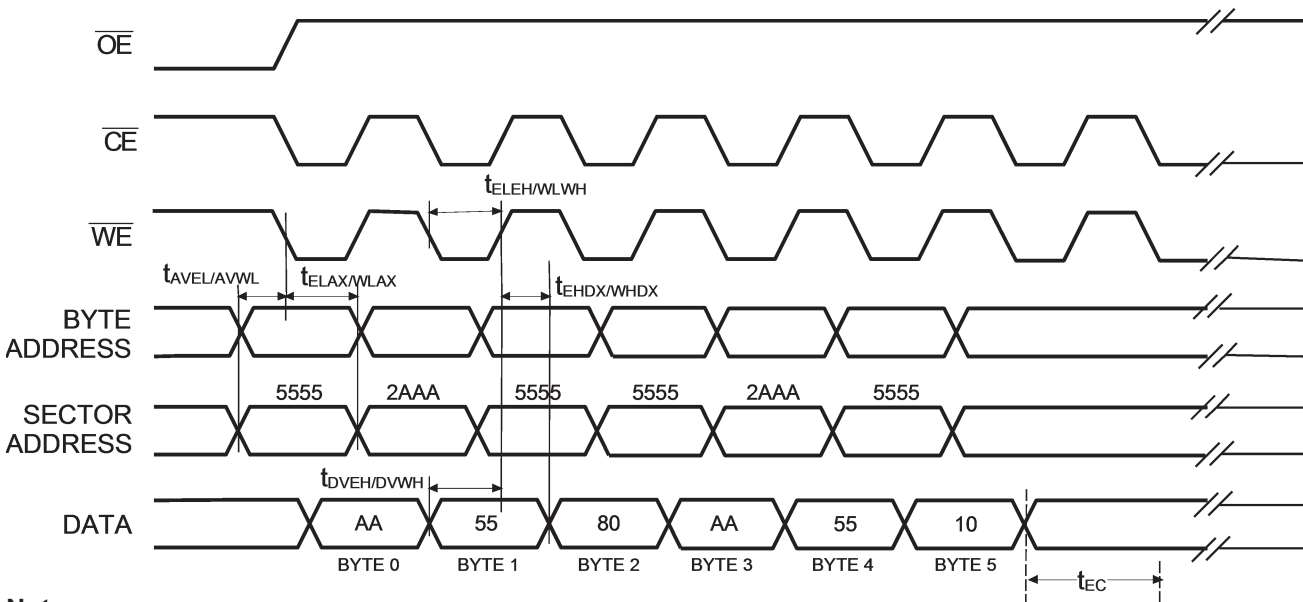 OE
CE
tELEH/WLWH
WE
tAVEL/AVWL tELAX/WLAX tEHDX/WHDX
BYTE
ADDRESS
5555 2AAA 5555 5555 2AAA 5555
SECTOR
ADDRESS
tDVEH/DVWH
DATA AA 55 80 AA 55 10
BYTE 0 BYTE 1 BYTE 2 BYTE 3 BYTE 4 BYTE 5
tEC